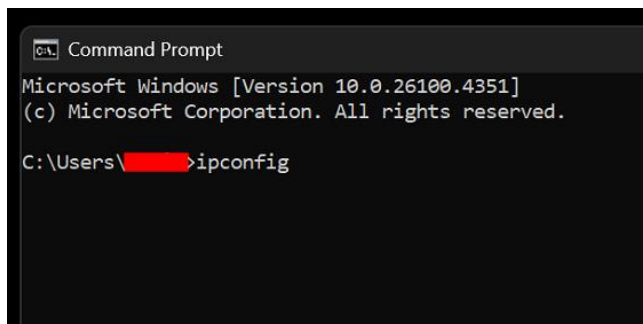 Command Prompt
Microsoft Windows [Version 10.0.26100.4351]
(c) Microsoft Corporation. All rights reserved.
C:\Users\>ipconfig